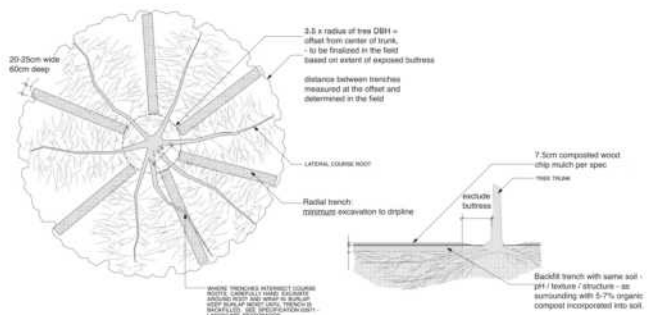 3.5 x radius of tree DBH =
offset from center of trunk,
- to be finalized in the field
based on extent of exposed buttress
distance between trenches
measured at the offset and
determined in the field
20-25cm wide
60cm deep
LATERAL COURSE ROOT
Radial trench:
minimum excavation to dripline
WHERE TRENCHES INTERSECT COURSE
ROOTS, CAREFULLY HAND EXCAVATE
AROUND ROOT AND WRAP IN BURLAP.
KEEP BURLAP MOIST UNTIL TRENCH IS
BACKFILLED. SEE SPECIFICATION
7.5cm composted wood
chip mulch per spec
TREE TRUNK
exclude
buttress
Backfill trench with same soil -
pH / texture / structure - as
surrounding with 5-7% organic
compost incorporated into soil.